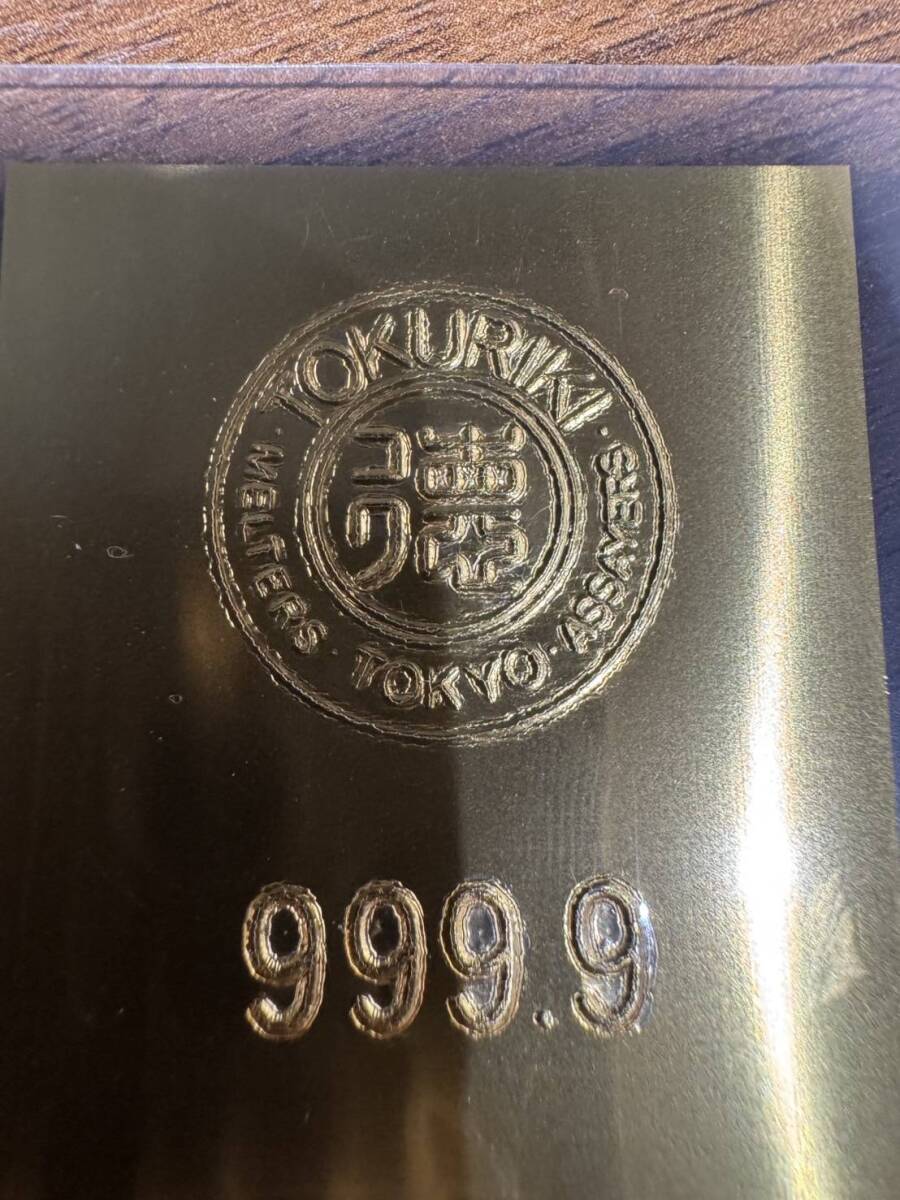 TOKURIKI
MELTERS · TOKYO · ASSAYERS
999.9